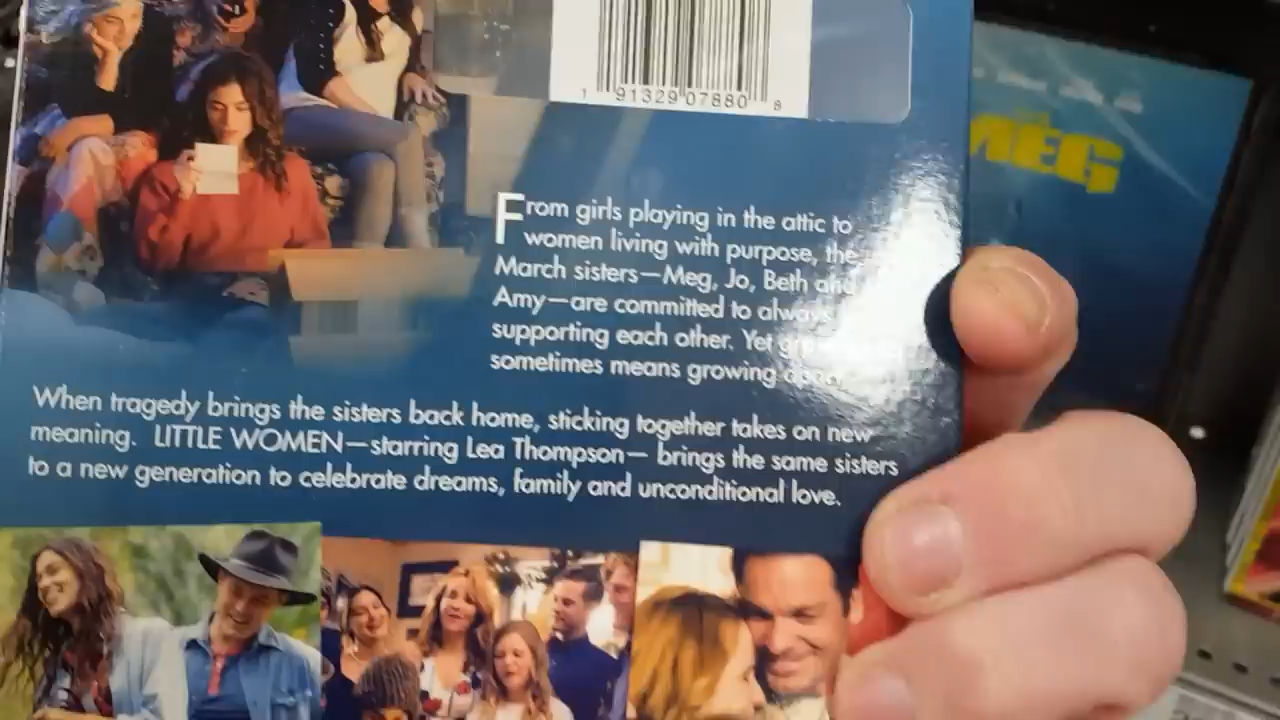 1 91329 07880 8
MEG
From girls playing in the attic to
women living with purpose, the
March sisters—Meg, Jo, Beth and
Amy—are committed to always
supporting each other. Yet
sometimes means growing
When tragedy brings the sisters back home, sticking together takes on new
meaning. LITTLE WOMEN—starring Lea Thompson— brings the same sisters
to a new generation to celebrate dreams, family and unconditional love.